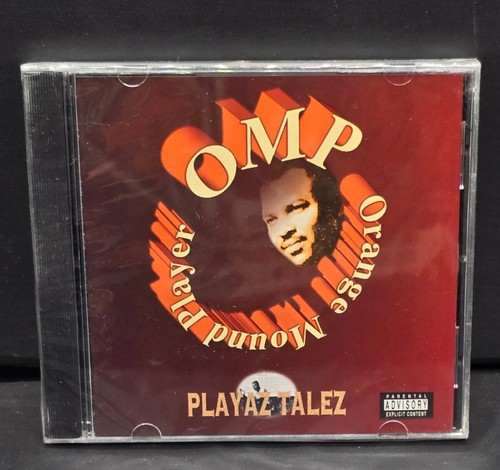 OMP
Orange Mound Player
PLAYAZ TALEZ
PARENTAL
ADVISORY
EXPLICIT CONTENT